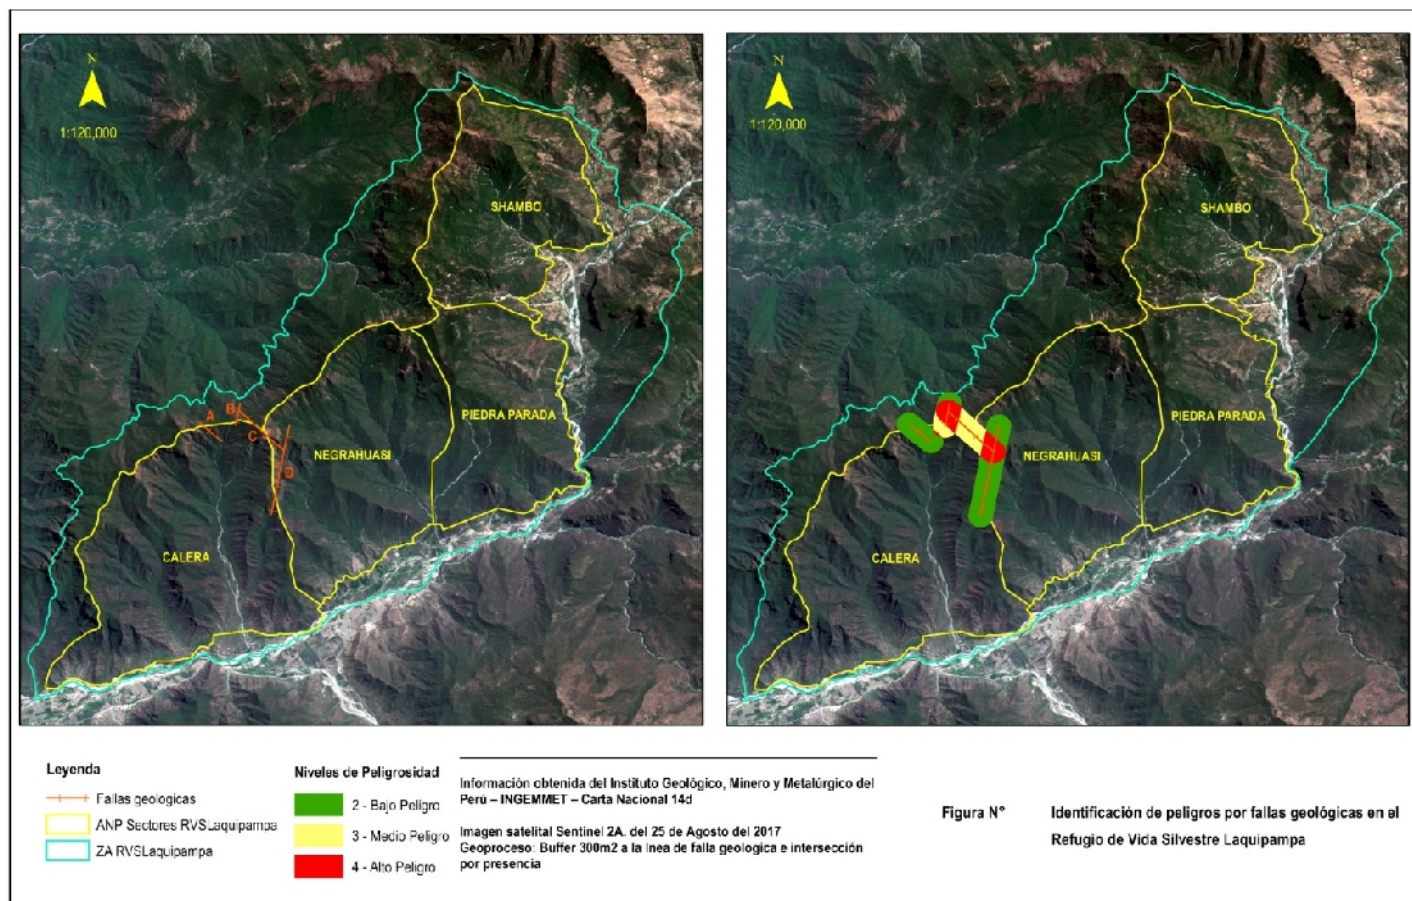 N
1:120,000
SHAMBO
A
B
C
D
NEGRAHUASI
PIEDRA PARADA
CALERA
N
1:120,000
SHAMBO
PIEDRA PARADA
NEGRAHUASI
CALERA
Leyenda
Fallas geologicas
ANP Sectores RVSLaquipampa
ZA RVSLaquipampa
Niveles de Peligrosidad
2 - Bajo Peligro
3 - Medio Peligro
4 - Alto Peligro
Información obtenida del Instituto Geológico, Minero y Metalúrgico del
Perú – INGEMMET – Carta Nacional 14d
Imagen satelital Sentinel 2A. del 25 de Agosto del 2017
Geoproceso: Buffer 300m2 a la lnea de falla geologica e intersección
por presencia
Figura N°
Identificación de peligros por fallas geológicas en el
Refugio de Vida Silvestre Laquipampa